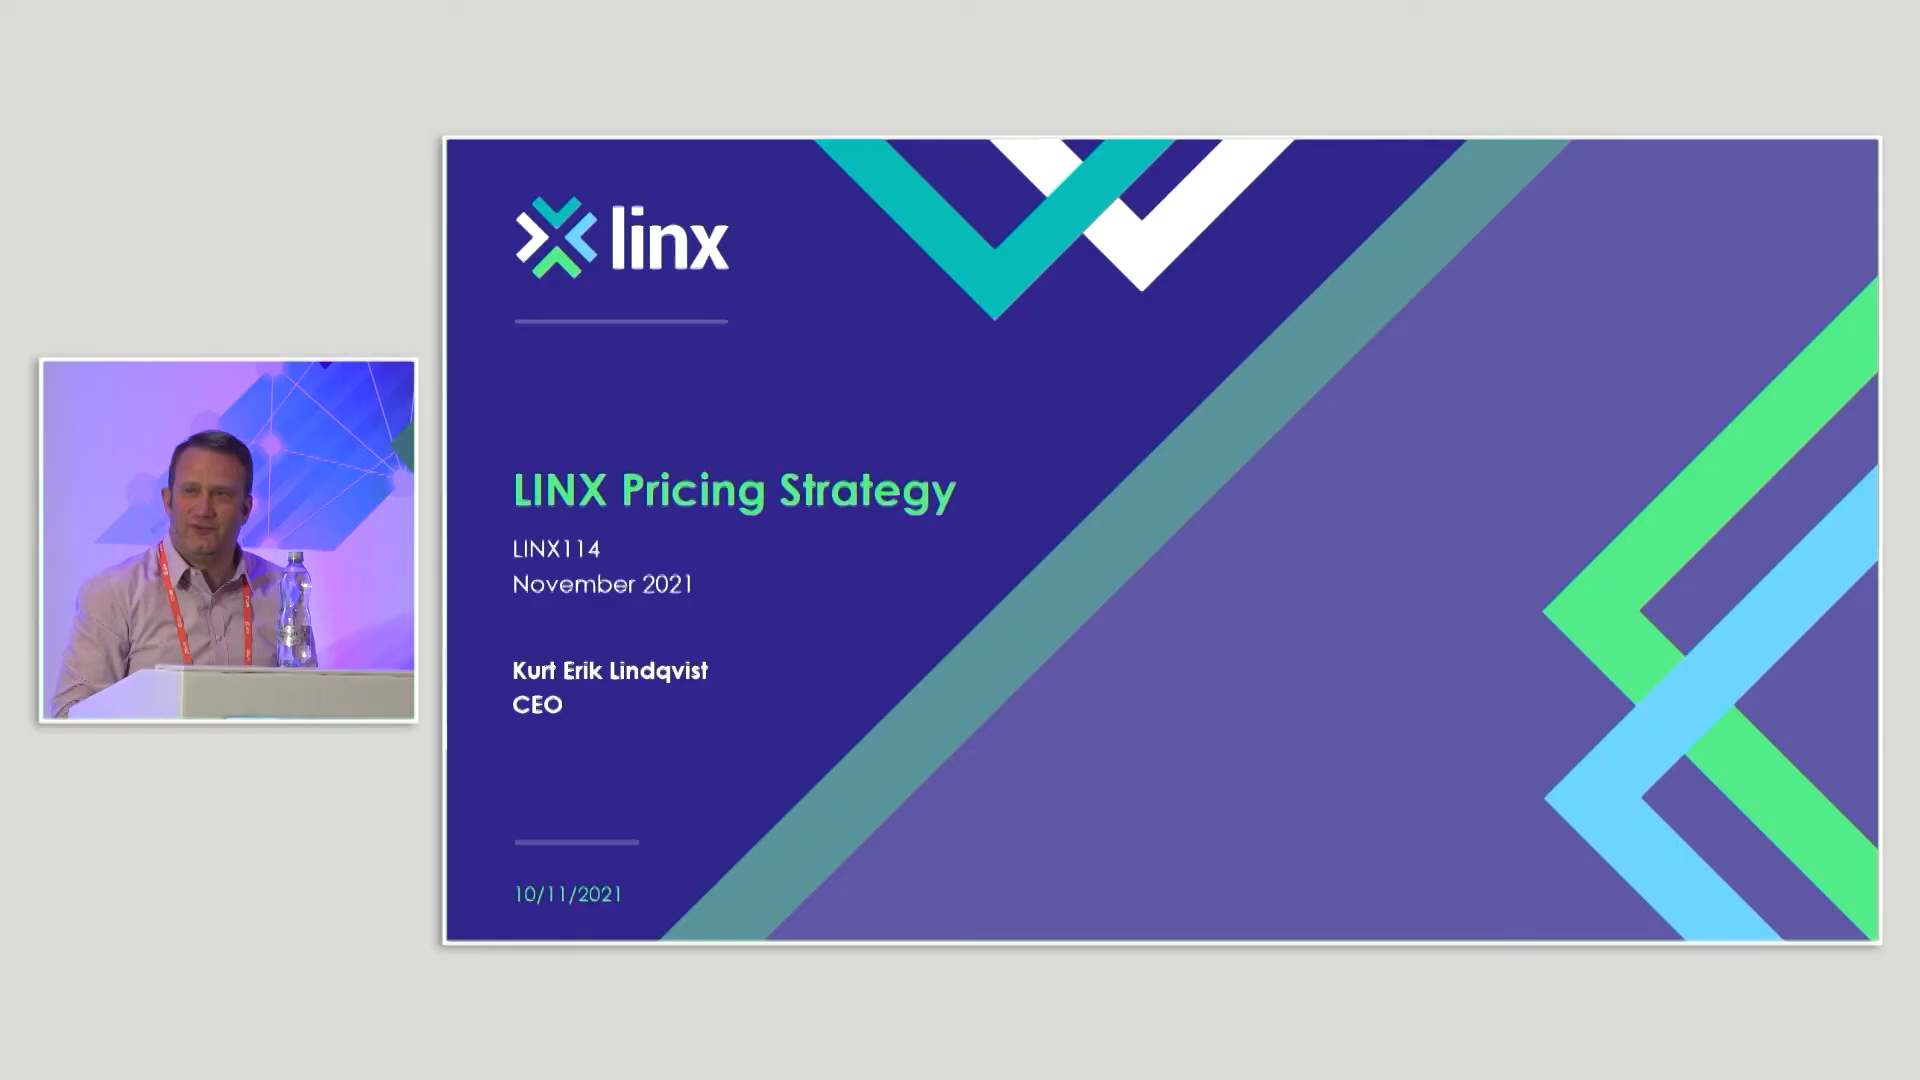 linx
LINX Pricing Strategy
LINX114
November 2021
Kurt Erik Lindqvist
CEO
10/11/2021